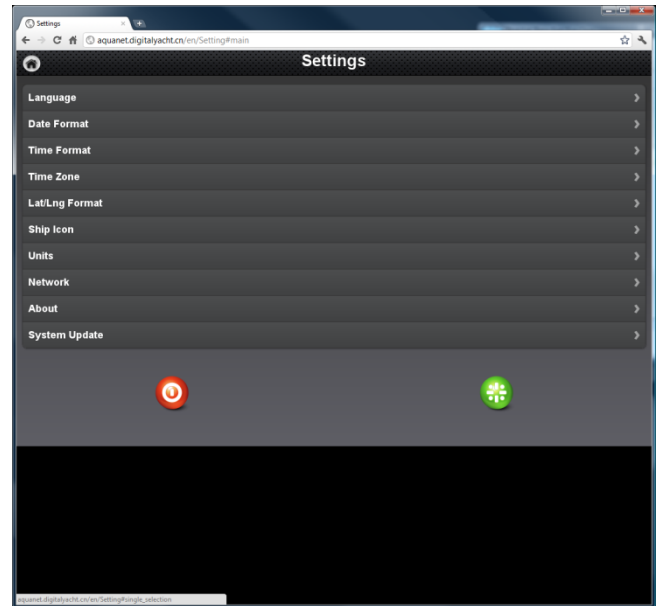 Settings
aquanet.digitalyacht.cn/en/Setting#main
Settings
Language
Date Format
Time Format
Time Zone
Lat/Lng Format
Ship Icon
Units
Network
About
System Update
aquanet.digitalyacht.cn/en/Setting#single_selection